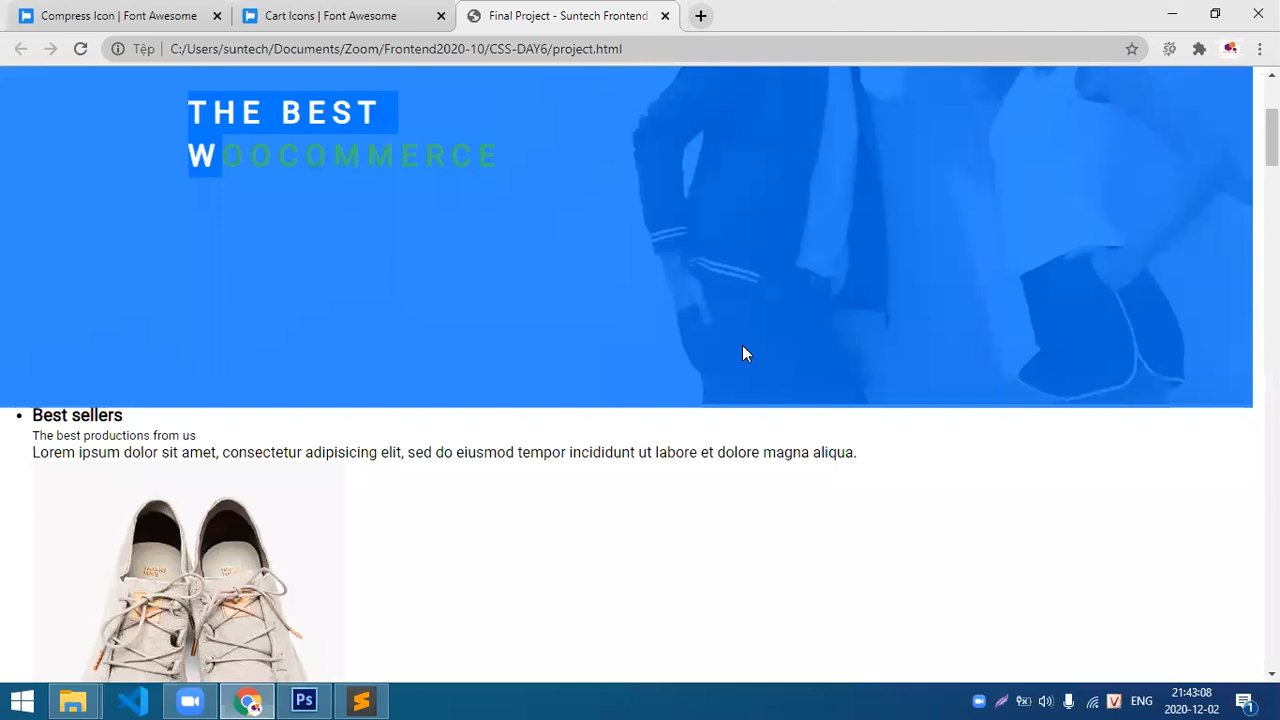 Compress Icon | Font Awesome
Cart Icons | Font Awesome
Final Project - Suntech Frontend
Tệp
C:/Users/suntech/Documents/Zoom/Frontend2020-10/CSS-DAY6/project.html
THE BEST
WOOCOMMERCE
Best sellers
The best productions from us
Lorem ipsum dolor sit amet, consectetur adipisicing elit, sed do eiusmod tempor incididunt ut labore et dolore magna aliqua.
Ps
V
ENG
21:43:08
2020-12-02
1